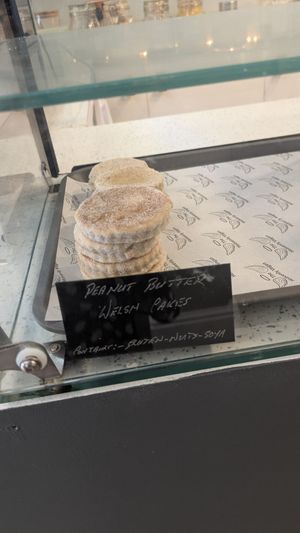 PEANUT BUTTER
WELSH CAKES
CONTAINS:- GLUTEN-NUTS-SOYA